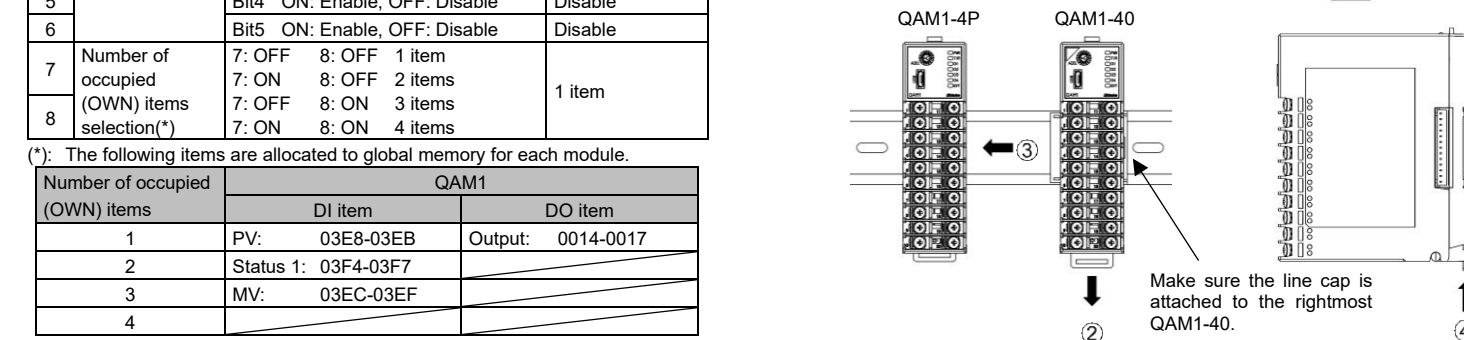 5 Bit4 ON: Enable, OFF: Disable Disable
6 Bit5 ON: Enable, OFF: Disable Disable
7 Number of 7: OFF 8: OFF 1 item
occupied 7: ON 8: OFF 2 items
1 item
8 (OWN) items 7: OFF 8: ON 3 items
selection(*) 7: ON 8: ON 4 items
(*): The following items are allocated to global memory for each module.
Number of occupied QAM1
(OWN) items DI item DO item
1 PV: 03E8-03EB Output: 0014-0017
2 Status 1: 03F4-03F7
3 MV: 03EC-03EF
4
QAM1-4P QAM1-40
③
②
Make sure the line cap is
attached to the rightmost
QAM1-40.
④